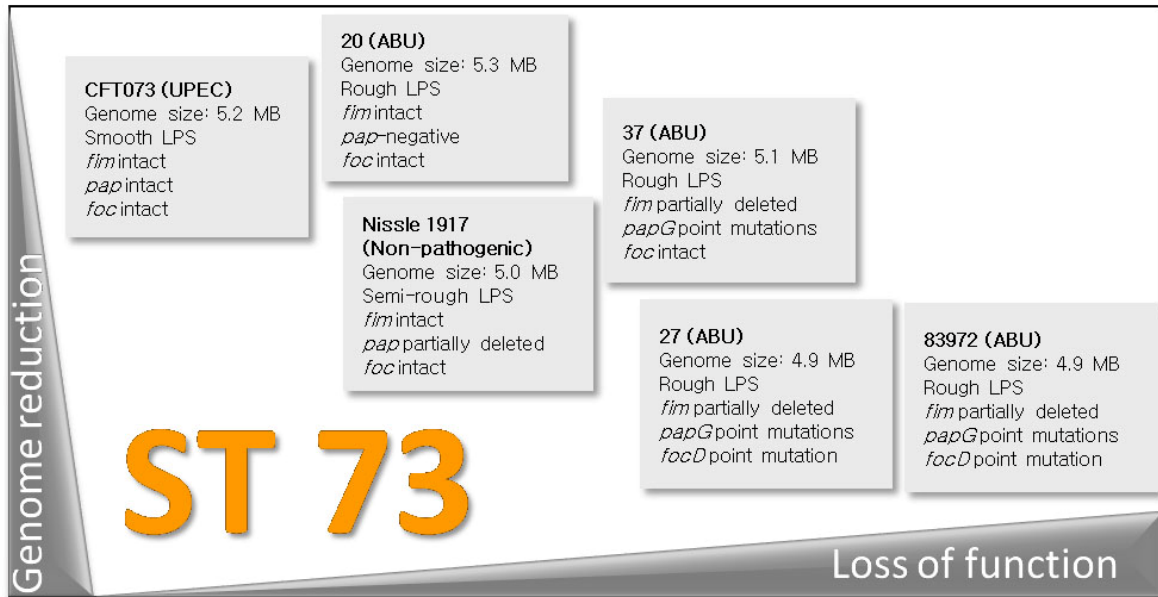 CFT073 (UPEC)
Genome size: 5.2 MB
Smooth LPS
fim intact
pap intact
foc intact
20 (ABU)
Genome size: 5.3 MB
Rough LPS
fim intact
pap-negative
foc intact
Nissle 1917
(Non-pathogenic)
Genome size: 5.0 MB
Semi-rough LPS
fim intact
pap partially deleted
foc intact
37 (ABU)
Genome size: 5.1 MB
Rough LPS
fim partially deleted
papG point mutations
foc intact
27 (ABU)
Genome size: 4.9 MB
Rough LPS
fim partially deleted
papG point mutations
focD point mutation
83972 (ABU)
Genome size: 4.9 MB
Rough LPS
fim partially deleted
papG point mutations
focD point mutation
ST 73
Genome reduction
Loss of function